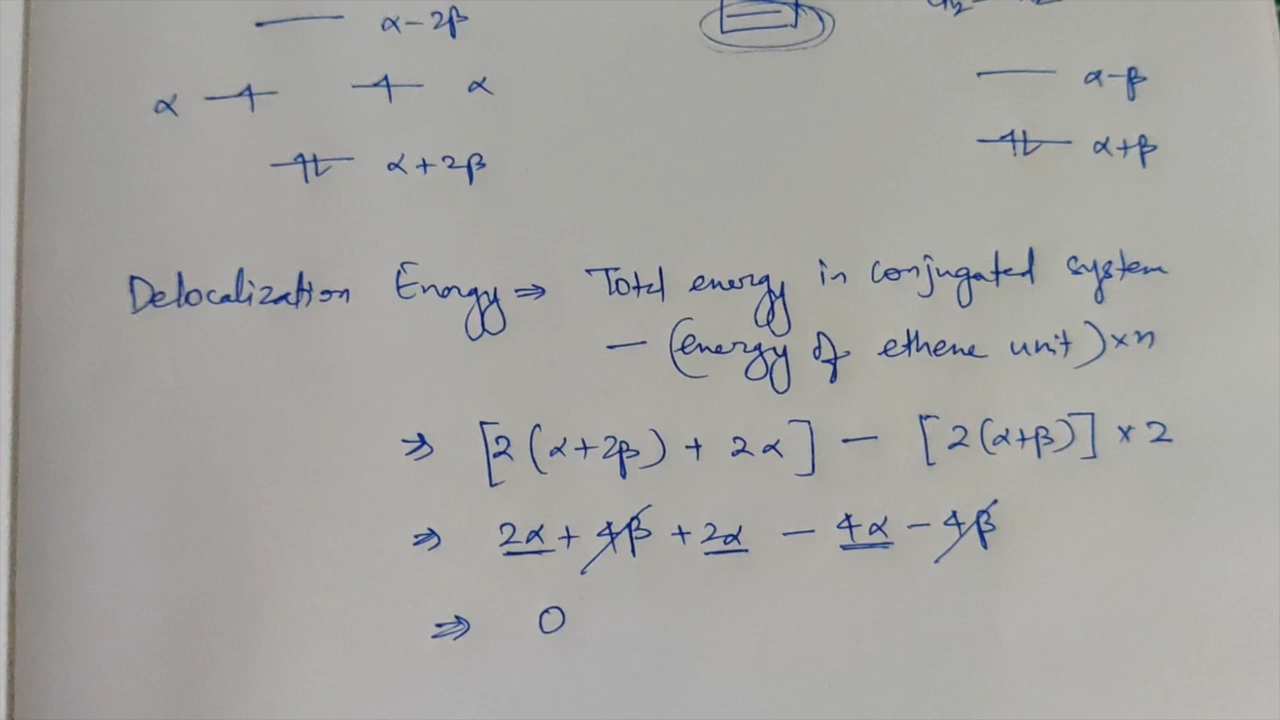 α-2β
α-β
α α
α+β
α+2β
Delocalization Energy ⇒ Total energy in conjugated system
- (energy of ethene unit) × n
⇒ [2(α+2β) + 2α] - [2(α+β)] × 2
⇒ 2α + 4β + 2α - 4α - 4β
⇒ 0